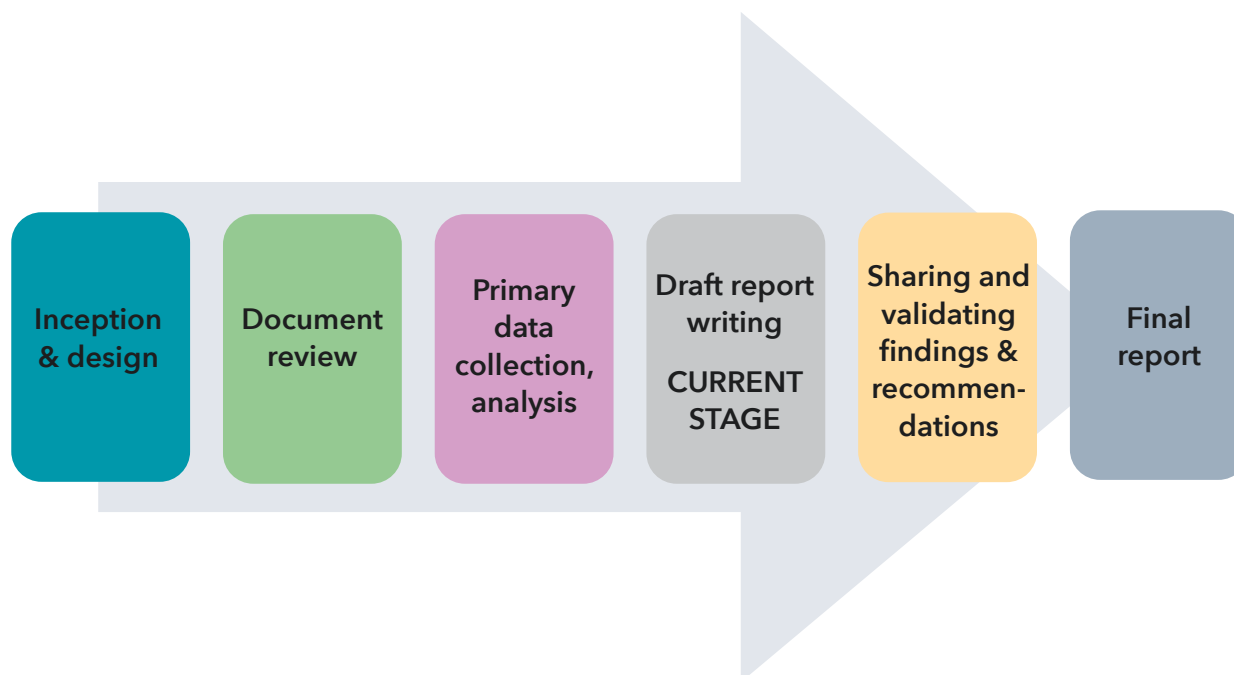 Inception
& design
Document
review
Primary
data
collection,
analysis
Draft report
writing
CURRENT
STAGE
Sharing and
validating
findings &
recommen-
dations
Final
report